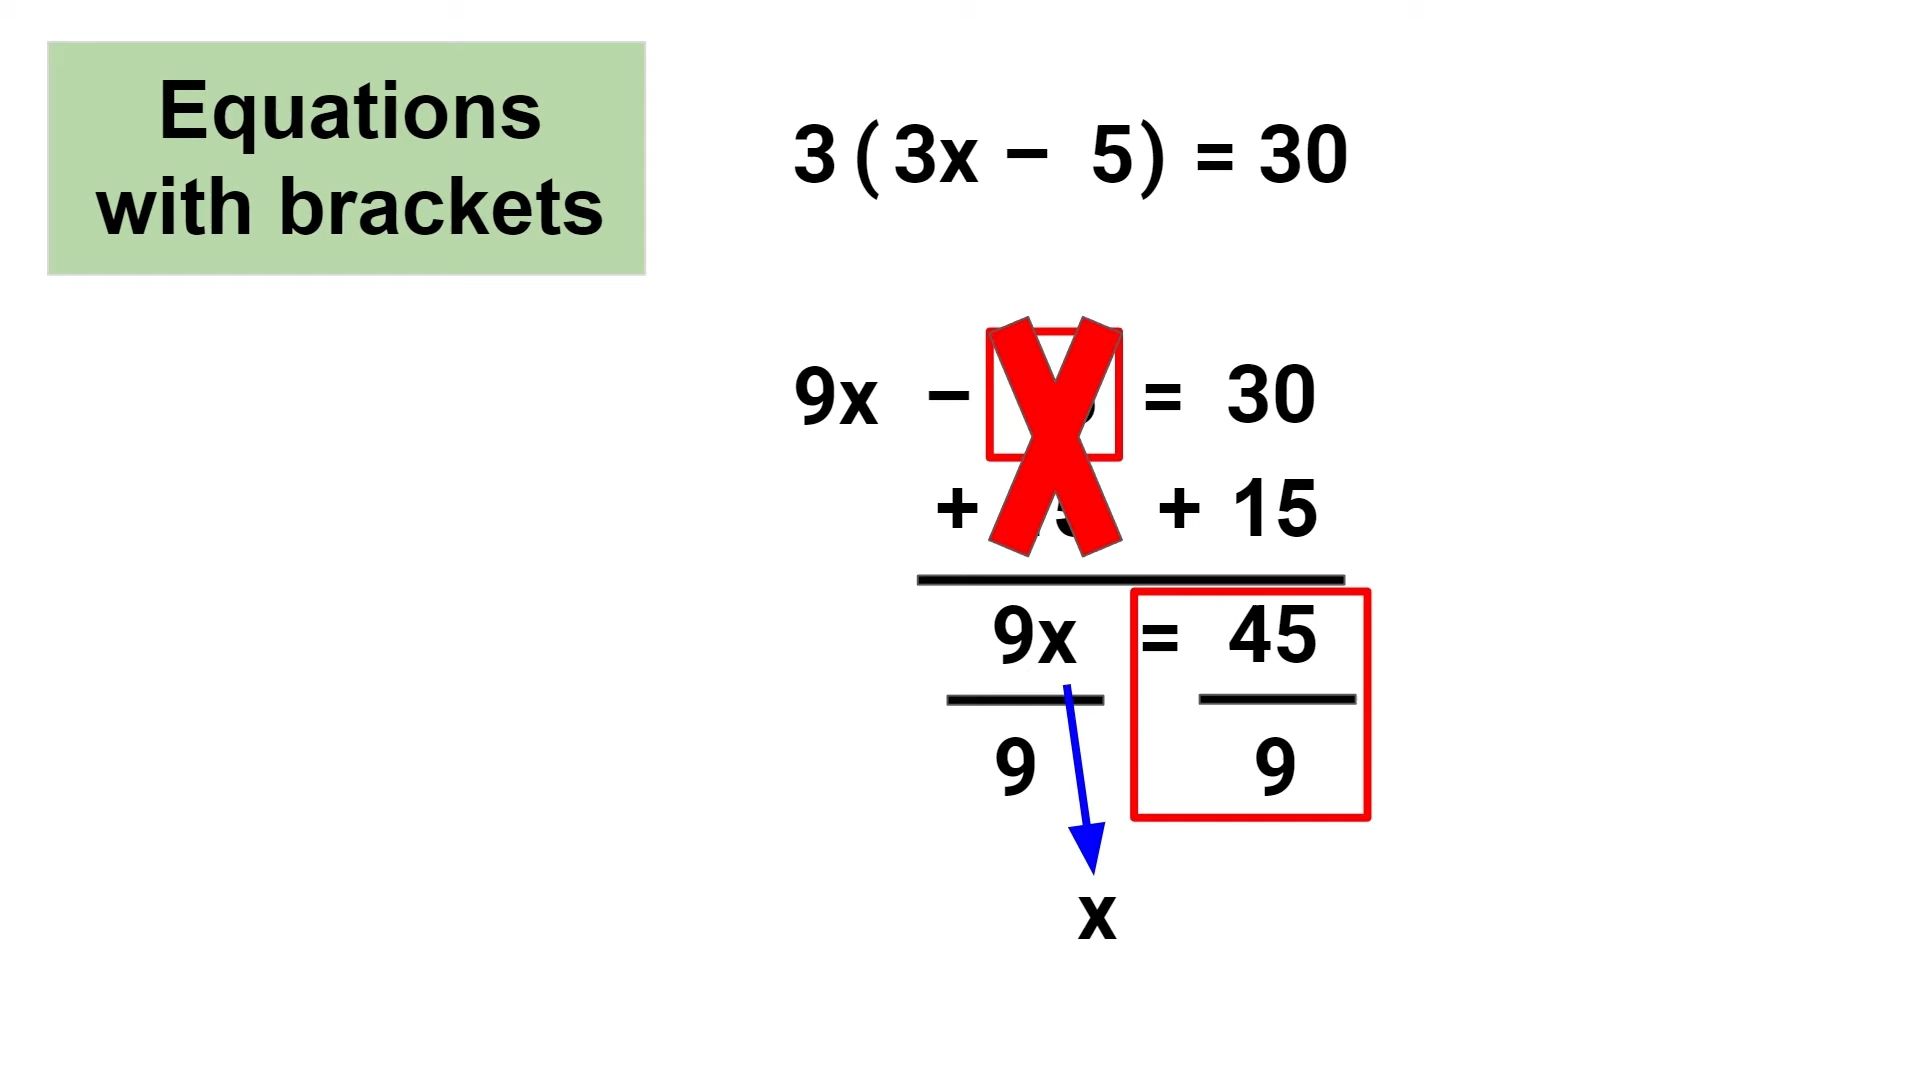 Equations
with brackets
3(3x − 5) = 30
9x − = 30
+ + 15
9x = 45
9 9
x